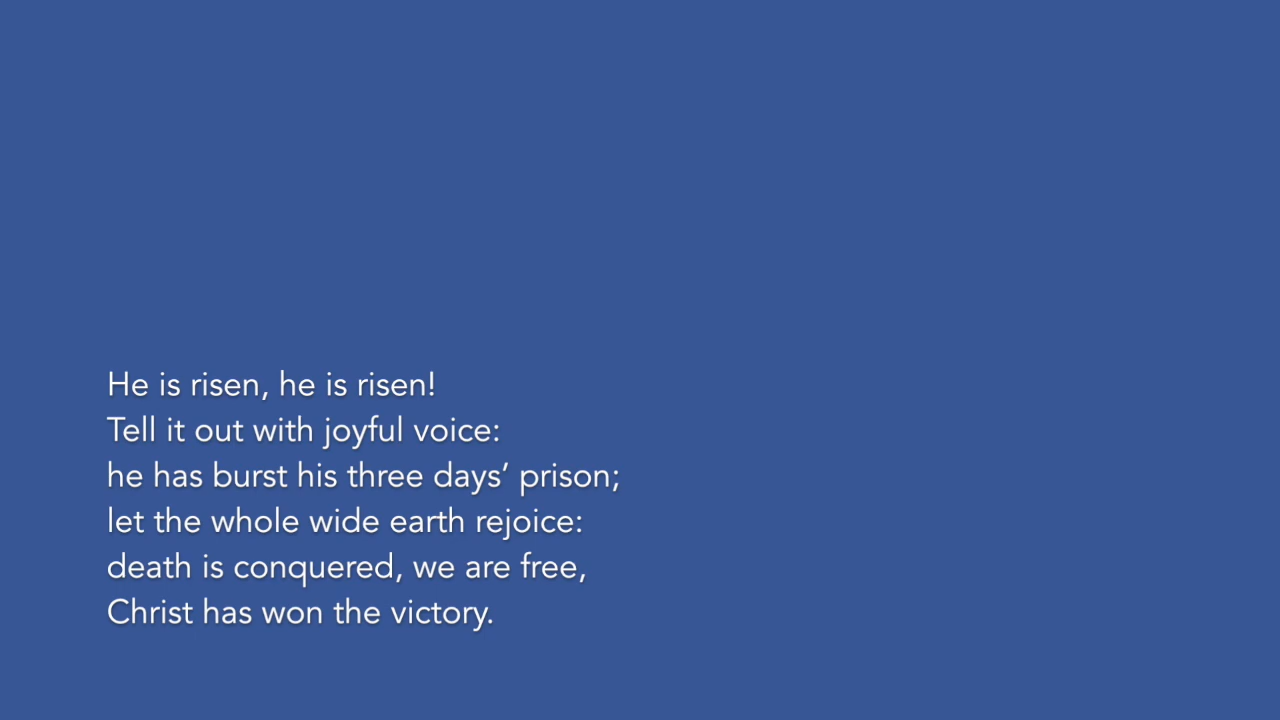 He is risen, he is risen!
Tell it out with joyful voice:
he has burst his three days’ prison;
let the whole wide earth rejoice:
death is conquered, we are free,
Christ has won the victory.